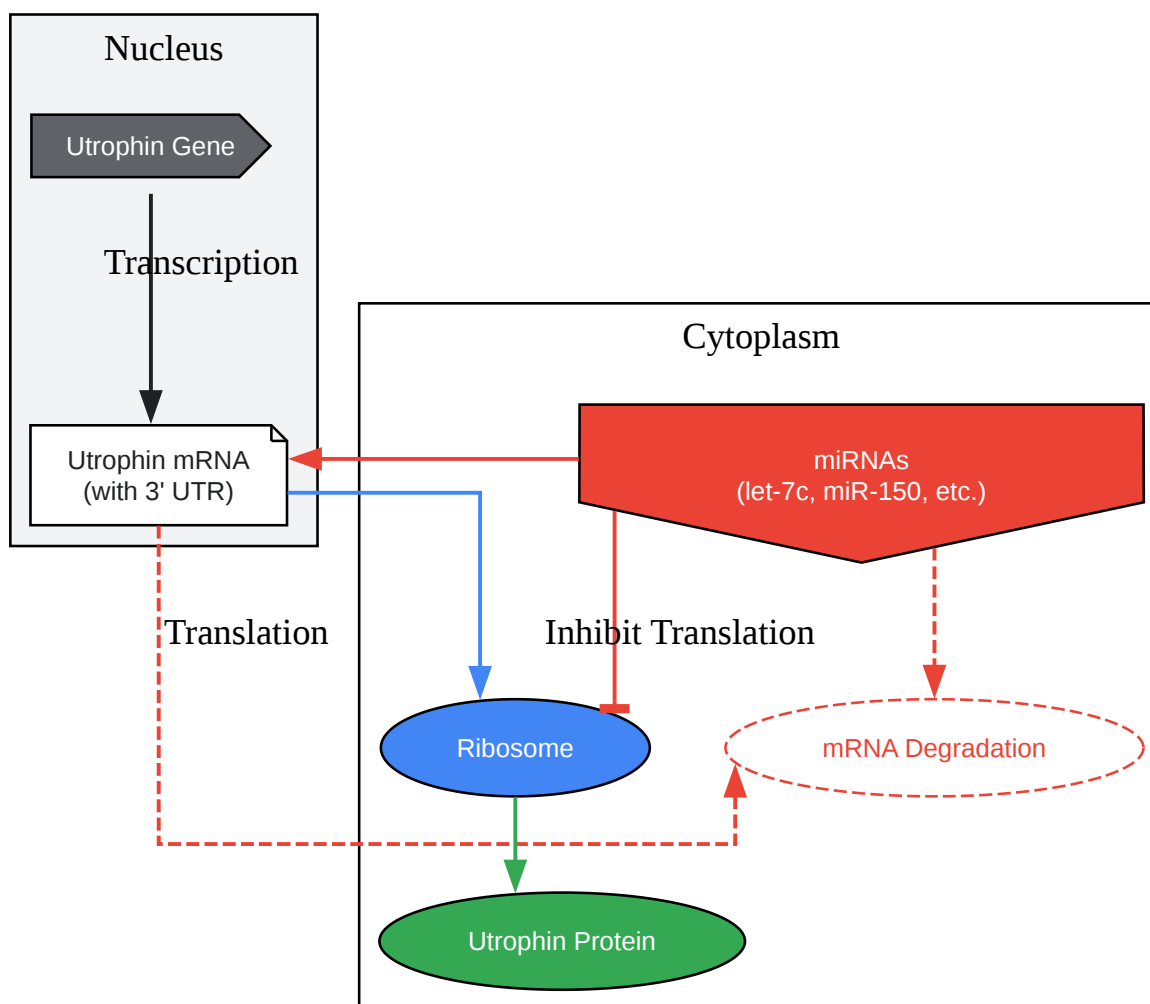 Nucleus
Utrophin Gene
Transcription
Cytoplasm
Utrophin mRNA
(with 3' UTR)
miRNAs
(let-7c, miR-150, etc.)
Translation
Inhibit Translation
Ribosome
mRNA Degradation
Utrophin Protein